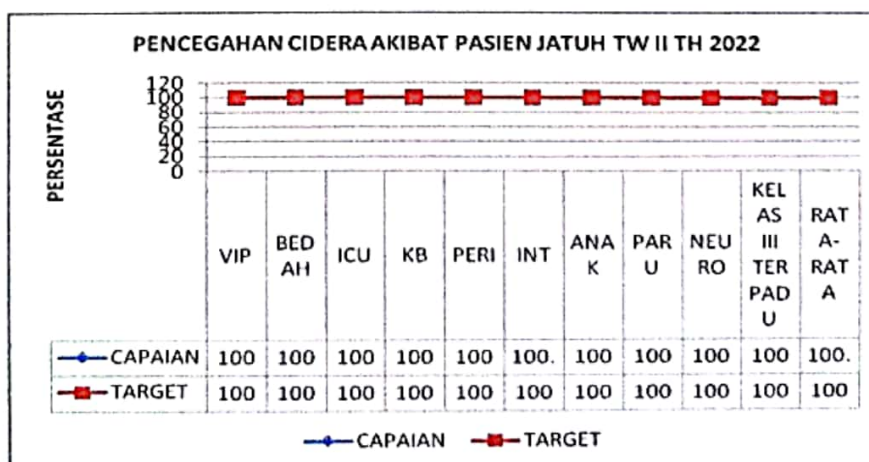 PENCEGAHAN CIDERA AKIBAT PASIEN JATUH TW II TH 2022
PERSENTASE
120
100
80
60
40
20
0
VIP BED AH ICU KB PERI INT ANA K PAR U NEU RO KEL AS III TER PAD U RAT A- RAT A
CAPAIAN 100 100 100 100 100 100. 100 100 100 100 100.
TARGET 100 100 100 100 100 100 100 100 100 100 100
CAPAIAN TARGET